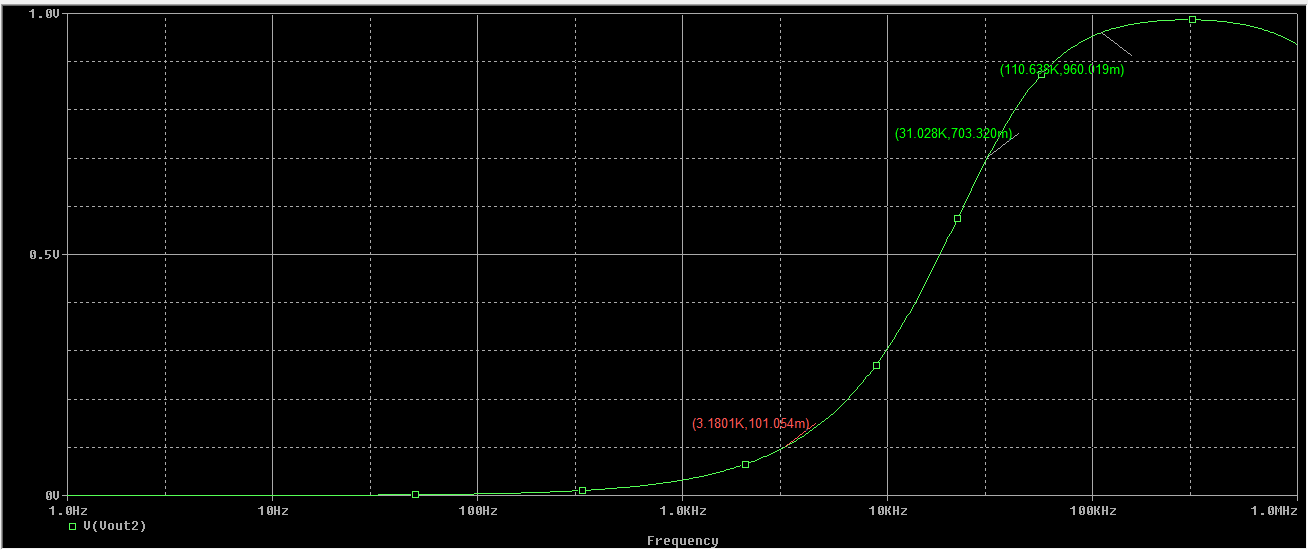 1.0V
(110.638K,960.019m)
(31.028K,703.320m)
0.5V
(3.1801K,101.054m)
0V
1.0Hz 10Hz 100Hz 1.0KHz 10KHz 100KHz 1.0MHz
V(Vout2)
Frequency